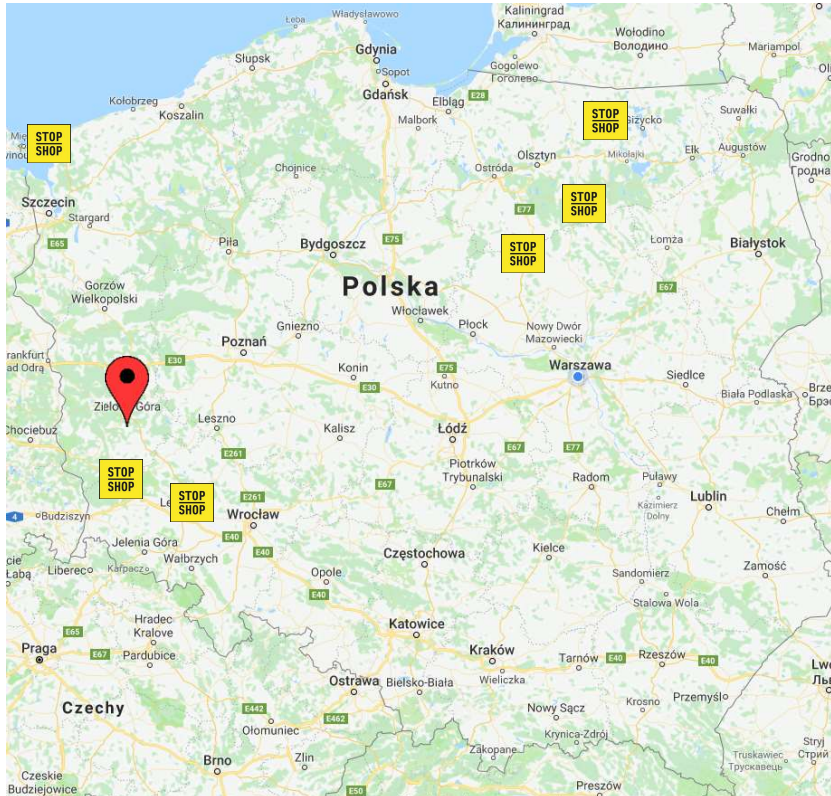 Łeba
Władysławowo
Kaliningrad
Калининград
Wołodino
Володино
Mariampol
Gdynia
Sopot
Gdańsk
Słupsk
Gogolewo
Гоголево
Kołobrzeg
Koszalin
Elbląg
E28
Malbork
STOP
SHOP
Giżycko
Suwałki
STOP
SHOP
Olsztyn
Mikołajki
Ełk
Augustów
Ostróda
Chojnice
Grodno
Гродна
Szczecin
Stargard
E65
E77
STOP
SHOP
Piła
Bydgoszcz
E75
STOP
SHOP
Łomża
Białystok
Gorzów
Wielkopolski
Polska
E67
Włocławek
Płock
Nowy Dwór
Mazowiecki
Gniezno
Poznań
E30
Konin
E75
E30
Kutno
Warszawa
Siedlce
Biała Podlaska
Leszno
Kalisz
Łódź
E67
E77
Chociebuż
E261
Piotrków
Trybunalski
STOP
SHOP
E67
Radom
Puławy
Lublin
Kazimierz
Dolny
Chełm
STOP
SHOP
E261
Wrocław
4
Budziszyn
Jelenia Góra
E40
E40
Wałbrzych
Liberec
Karpacz
Częstochowa
Kielce
Zamość
Opole
E40
Sandomierz
Stalowa Wola
Hradec
Kralove
E65
Praga
E67
Pardubice
Katowice
Kraków
Wieliczka
Tarnów
E40
Rzeszów
E40
Ostrawa
Bielsko-Biała
Przemyśl
Krosno
Czechy
E442
E462
Ołomuniec
Nowy Sącz
Krynica-Zdrój
Zakopane
Brno
Zlin
Truskawiec
Трускавець
Stryj
Стрий
Czeskie
Budziejowice
E50
Preszów